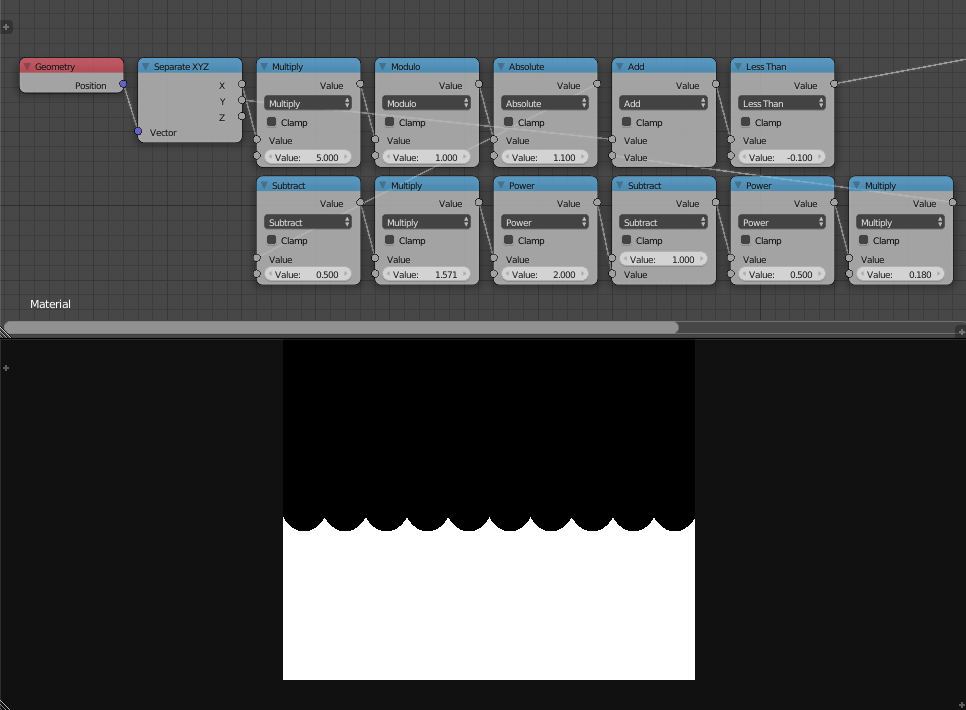 Geometry
Position
Separate XYZ
X
Y
Z
Vector
Multiply
Value
Multiply
Clamp
Value
Value: 5.000
Modulo
Value
Modulo
Clamp
Value
Value: 1.000
Absolute
Value
Absolute
Clamp
Value
Value: 1.100
Add
Value
Add
Clamp
Value
Value
Less Than
Value
Less Than
Clamp
Value
Value: -0.100
Subtract
Value
Subtract
Clamp
Value
Value: 0.500
Multiply
Value
Multiply
Clamp
Value
Value: 1.571
Power
Value
Power
Clamp
Value
Value: 2.000
Subtract
Value
Subtract
Clamp
Value: 1.000
Value
Power
Value
Power
Clamp
Value
Value: 0.500
Multiply
Value
Multiply
Clamp
Value
Value: 0.180
Material